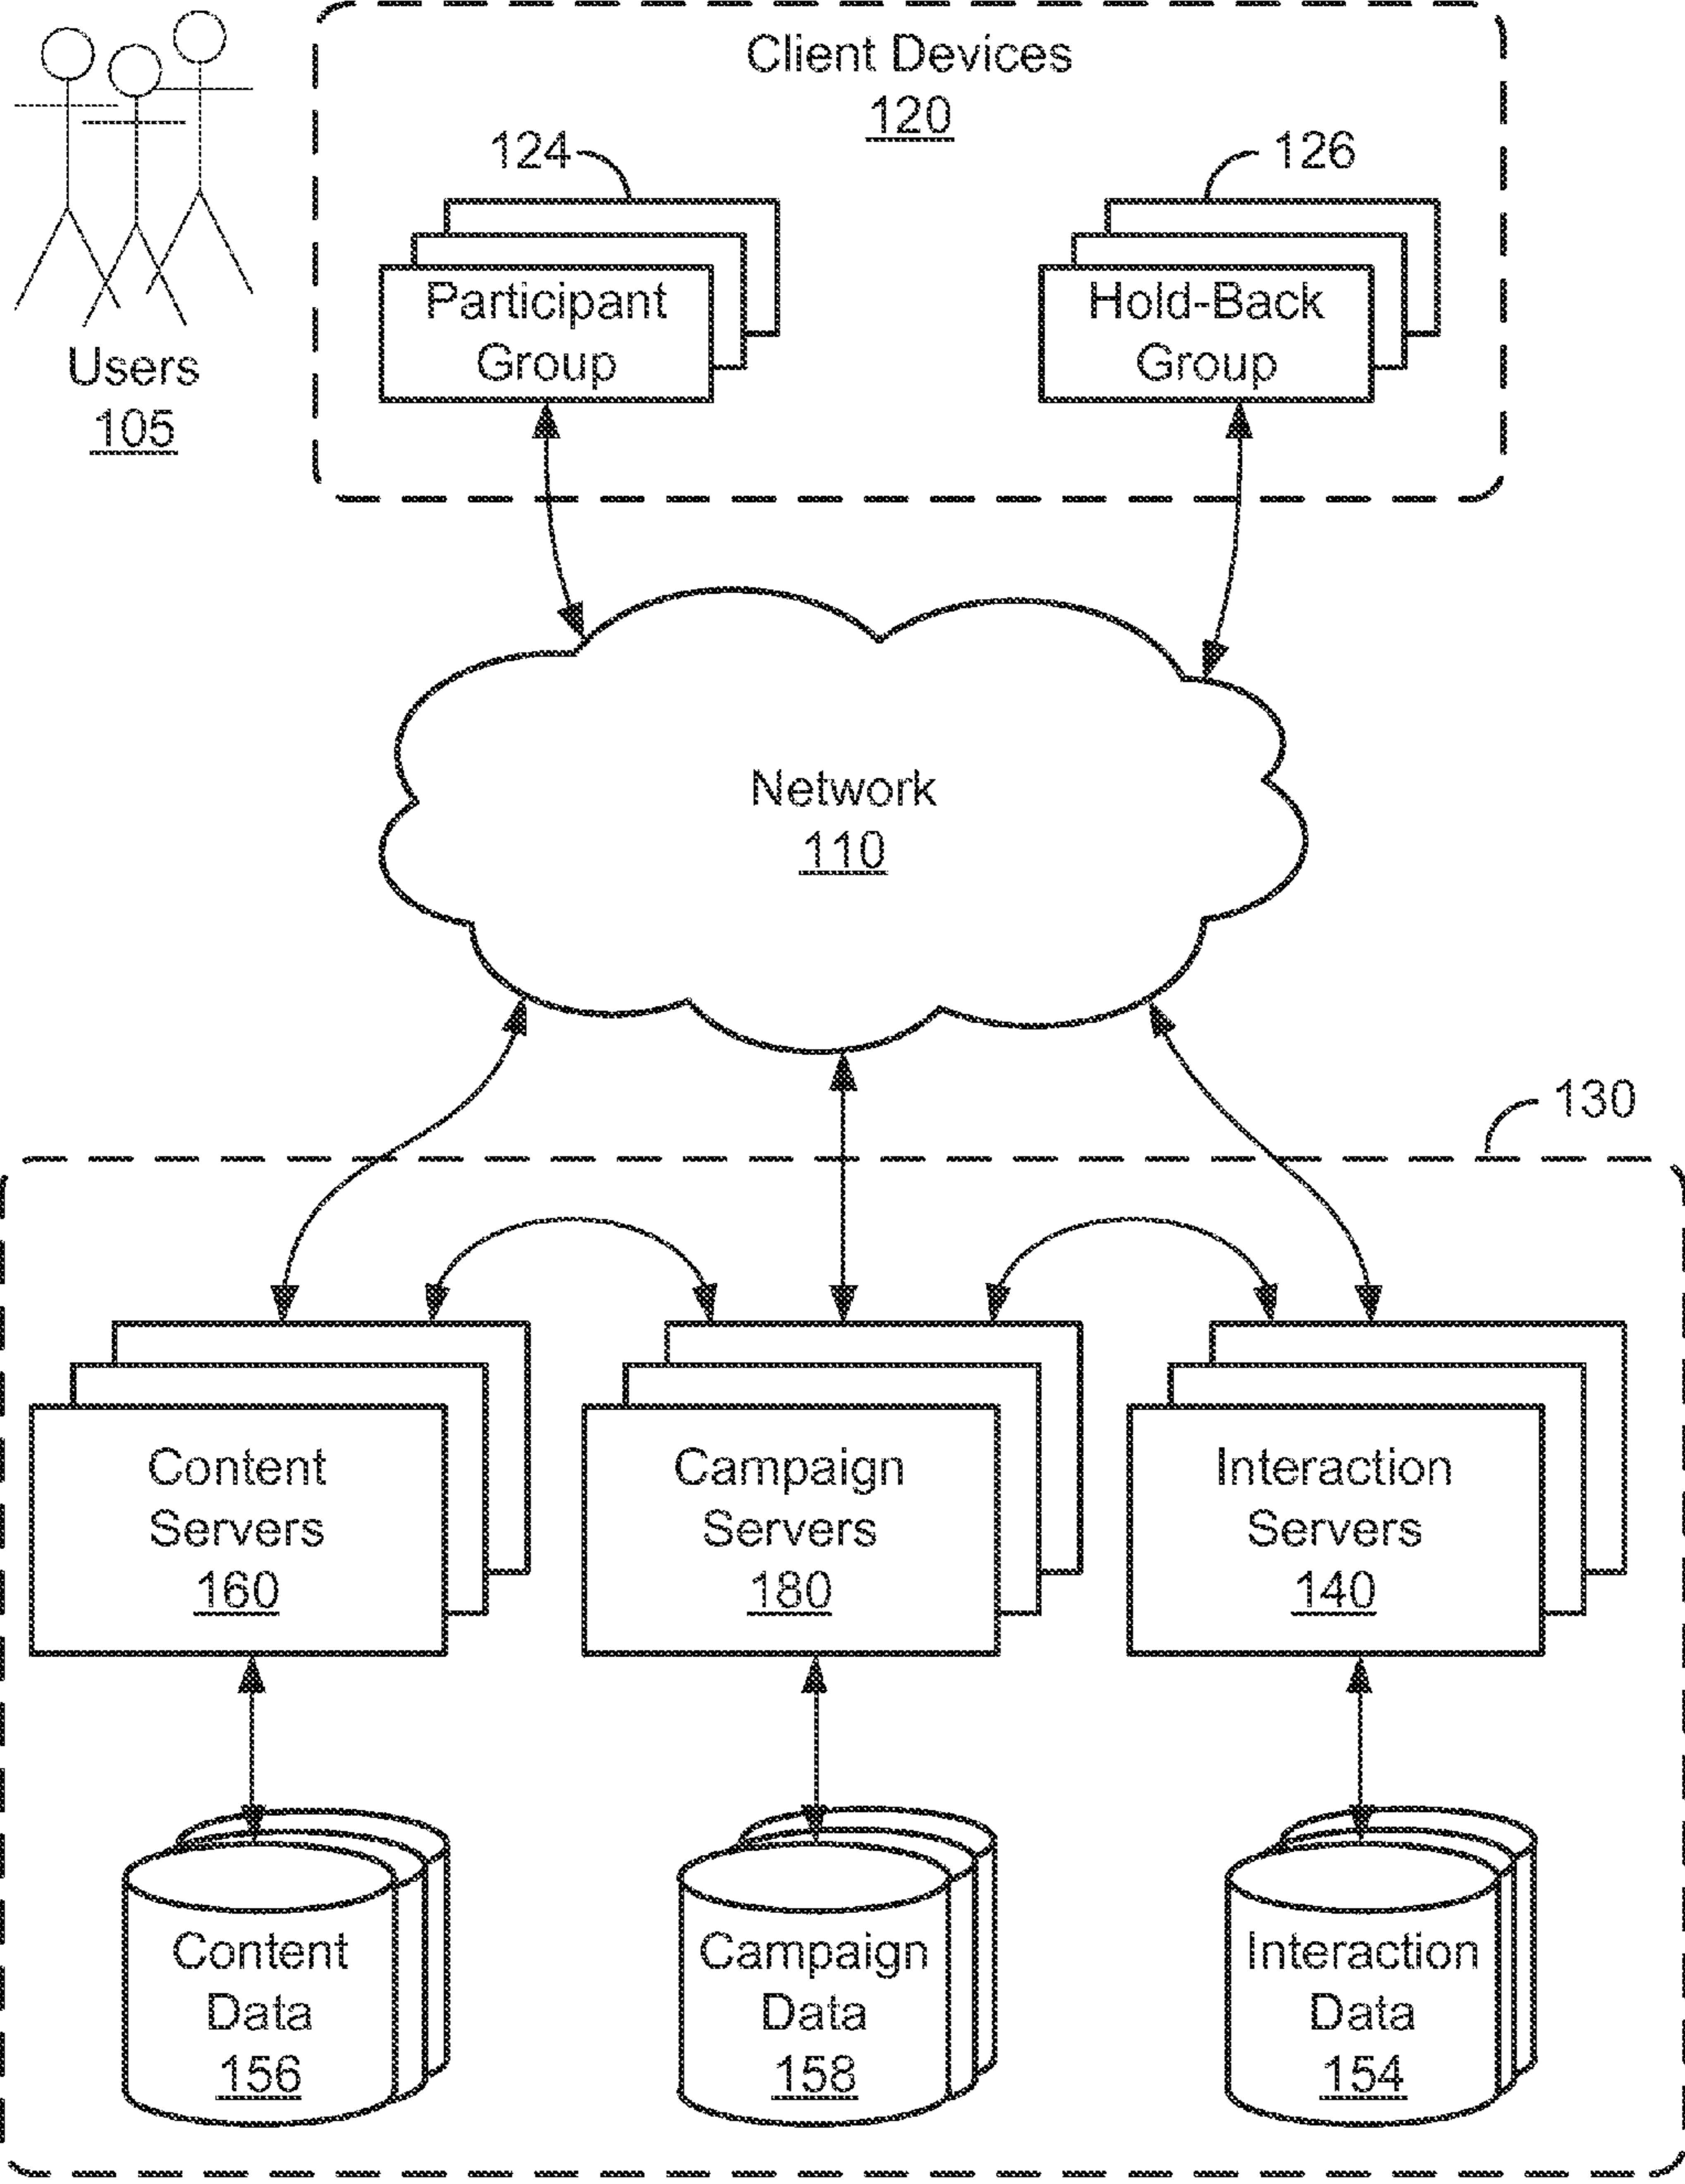 Client Devices
120
124
126
Participant
Group
Hold-Back
Group
Users
105
Network
110
130
Content
Servers
160
Campaign
Servers
180
Interaction
Servers
140
Content
Data
156
Campaign
Data
158
Interaction
Data
154